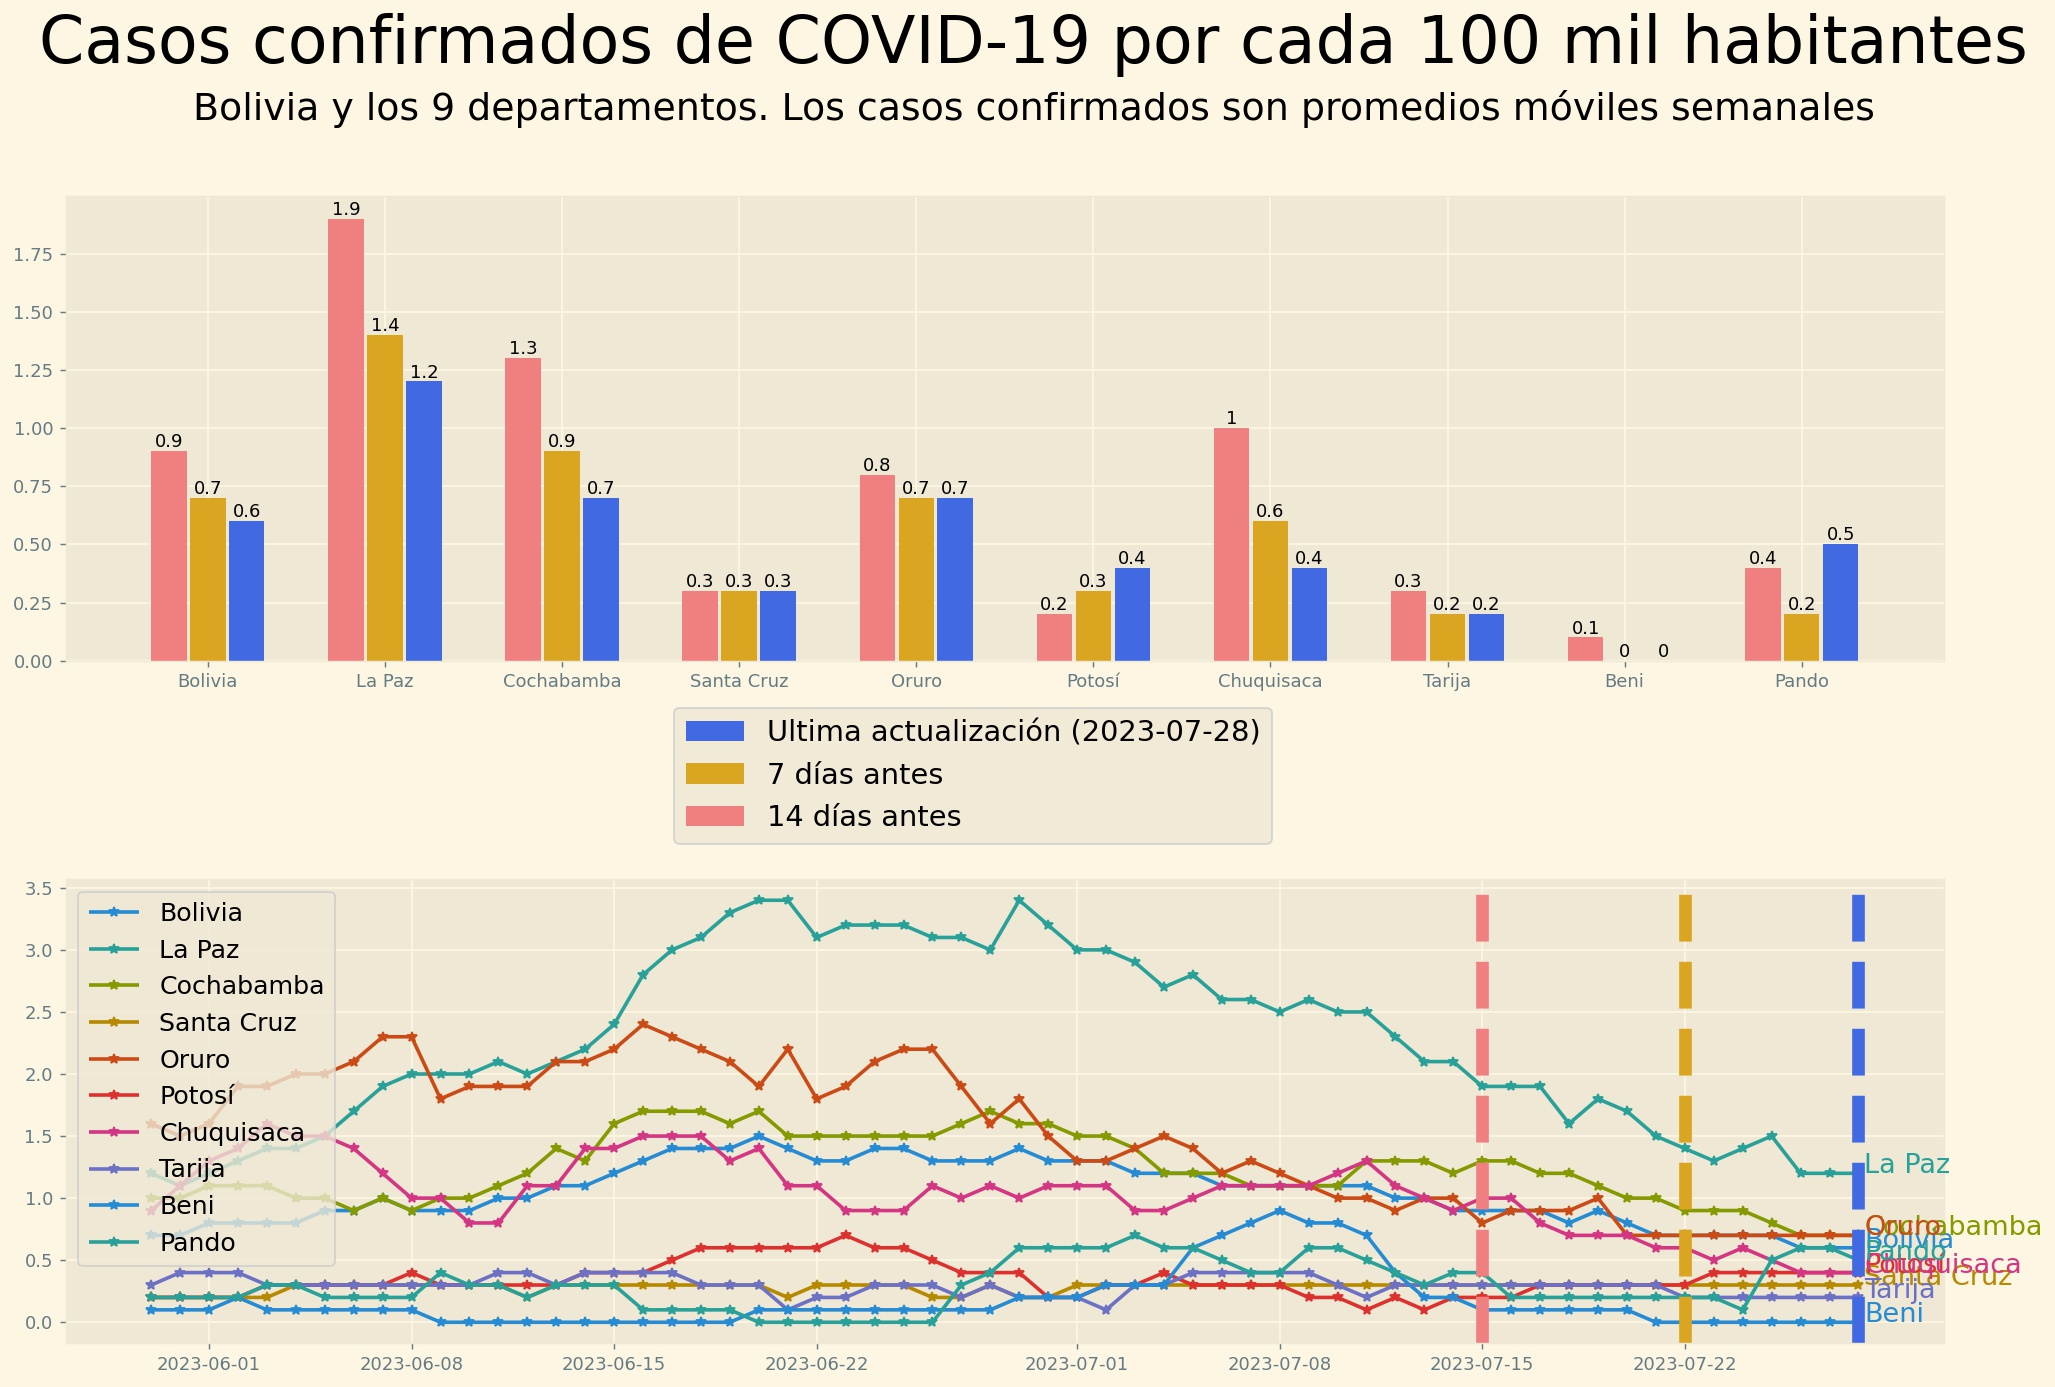 Casos confirmados de COVID-19 por cada 100 mil habitantes
Bolivia y los 9 departamentos. Los casos confirmados son promedios móviles semanales
1.75
1.50
1.25
1.00
0.75
0.50
0.25
0.00
0.9
0.7
0.6
1.9
1.4
1.2
1.3
0.9
0.7
0.3
0.3
0.3
0.8
0.7
0.7
0.2
0.3
0.4
1
0.6
0.4
0.3
0.2
0.2
0.1
0
0
0.4
0.2
0.5
Bolivia
La Paz
Cochabamba
Santa Cruz
Oruro
Potosí
Chuquisaca
Tarija
Beni
Pando
Ultima actualización (2023-07-28)
7 días antes
14 días antes
3.5
3.0
2.5
2.0
1.5
1.0
0.5
0.0
Bolivia
La Paz
Cochabamba
Santa Cruz
Oruro
Potosí
Chuquisaca
Tarija
Beni
Pando
La Paz
Cochabamba
Oruro
Bolivia
Pando
Chuquisaca
Potosí
Santa Cruz
Tarija
Beni
2023-06-01
2023-06-08
2023-06-15
2023-06-22
2023-07-01
2023-07-08
2023-07-15
2023-07-22